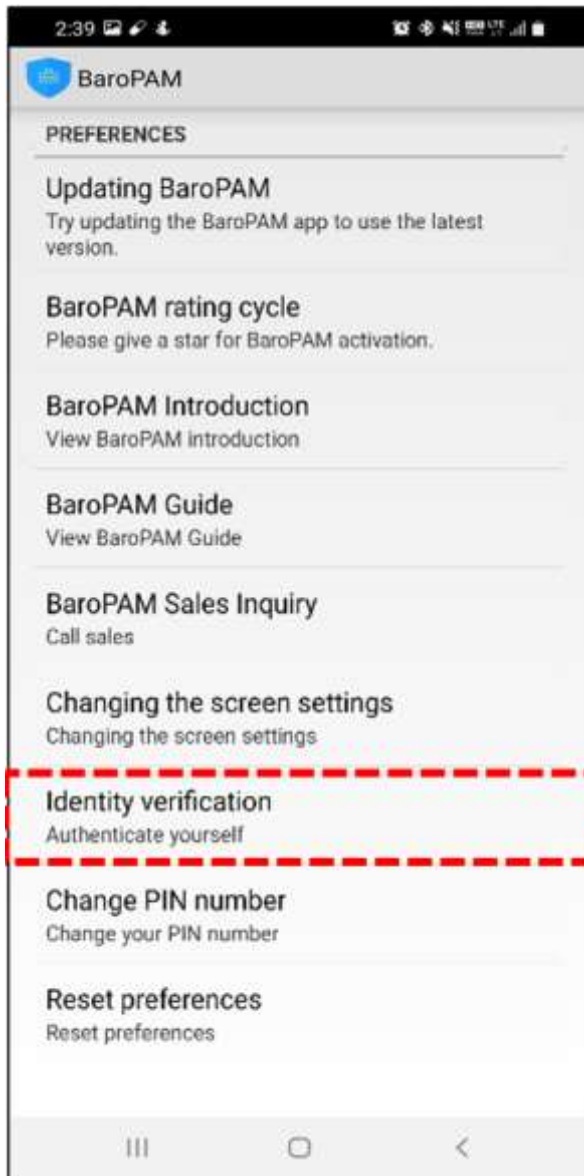 2:39
BaroPAM
PREFERENCES
Updating BaroPAM
Try updating the BaroPAM app to use the latest
version.
BaroPAM rating cycle
Please give a star for BaroPAM activation.
BaroPAM Introduction
View BaroPAM introduction
BaroPAM Guide
View BaroPAM Guide
BaroPAM Sales Inquiry
Call sales
Changing the screen settings
Changing the screen settings
Identity verification
Authenticate yourself
Change PIN number
Change your PIN number
Reset preferences
Reset preferences